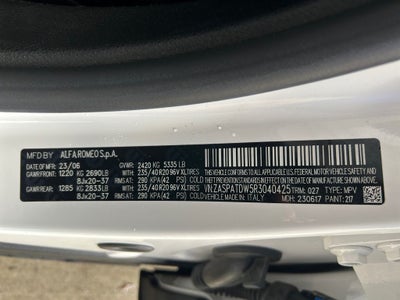 MFD BY ALFA ROMEO S.p.A.
DATE OF MFR: 23/06 GVWR: 2420 KG 5335 LB
GAWR FRONT: 1220 KG 2690LB WITH 235/40R20 96V XL TIRES
8Jx20-37 RIMS AT: 290 KPA(42 PSI) COLD
GAWR REAR: 1285 KG 2833LB WITH 235/40R20 96V XL TIRES
8Jx20-37 RIMS AT: 290 KPA(42 PSI) COLD
THIS VEHICLE CONFORMS TO ALL APPLICABLE U.S.
FEDERAL MOTOR VEHICLE SAFETY BUMPER AND
THEFT PREVENTION STANDARDS IN EFFECT ON THE
DATE OF MANUFACTURE SHOWN ABOVE.
VIN: ZASPATDW5R3040425 TRIM: 027 TYPE: MPV
VEHICLE MADE IN: ITALY MDH: 230617 PAINT: 217